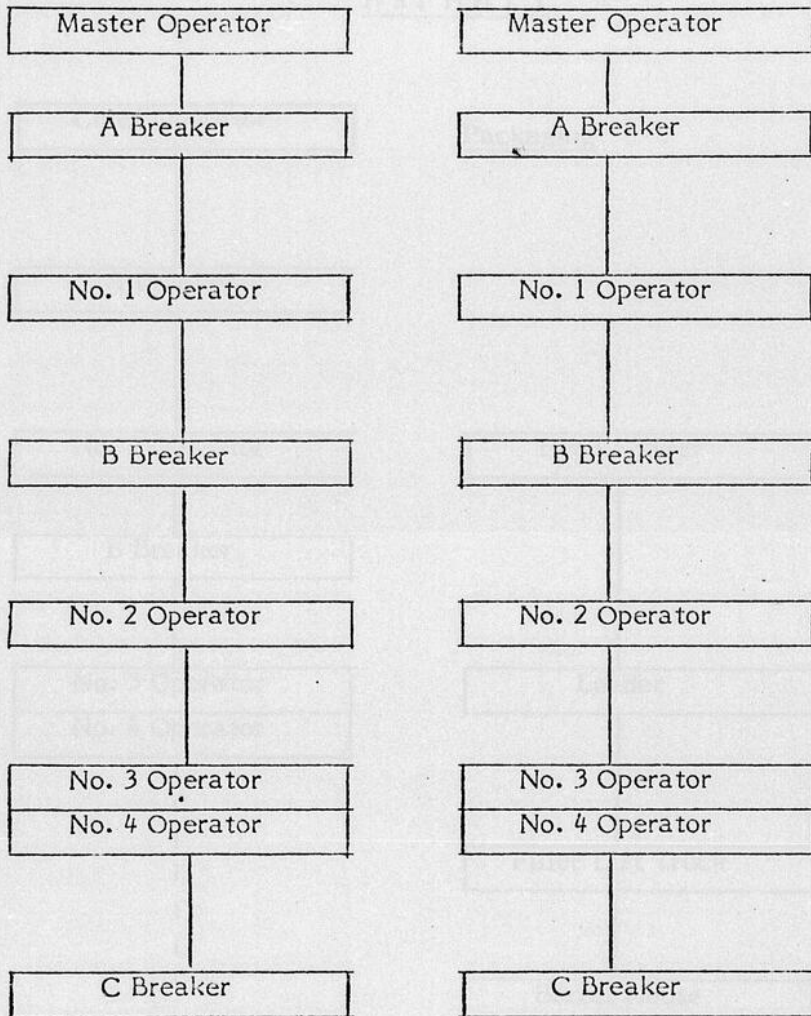 Master Operator
A Breaker
No. 1 Operator
B Breaker
No. 2 Operator
No. 3 Operator
No. 4 Operator
C Breaker
Master Operator
A Breaker
No. 1 Operator
B Breaker
No. 2 Operator
No. 3 Operator
No. 4 Operator
C Breaker